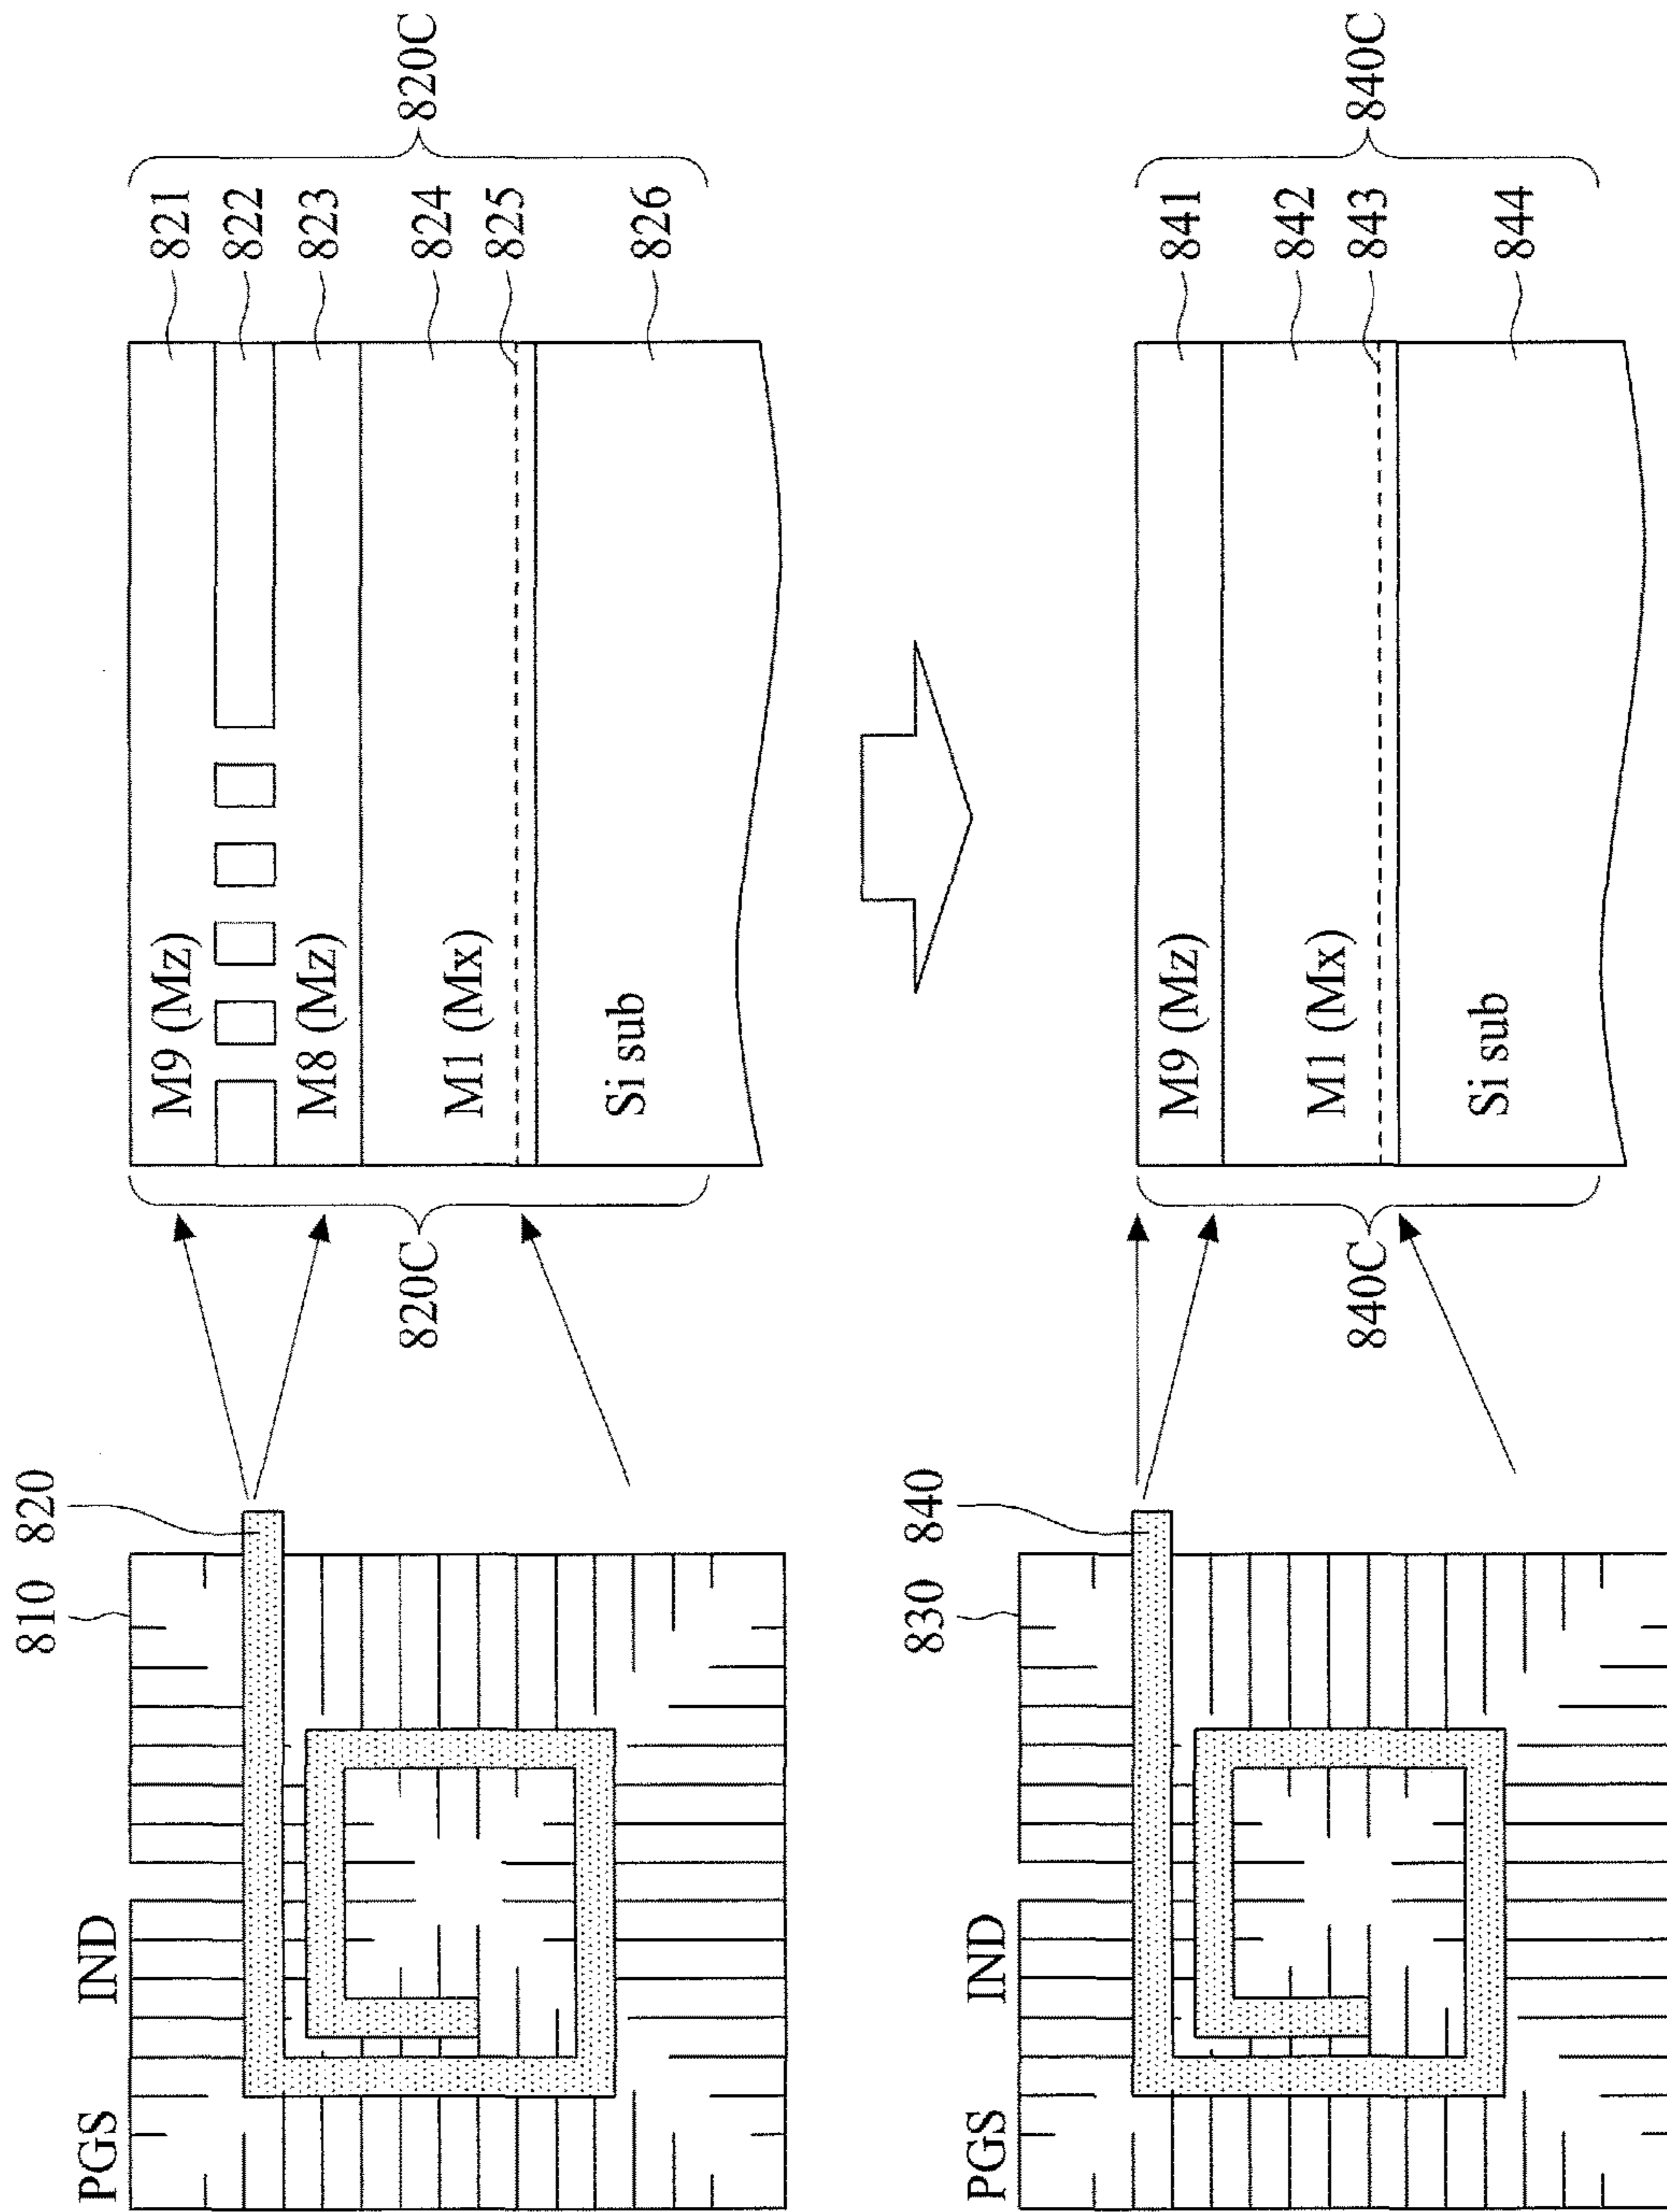 PGS IND
810 820
820C
M9 (Mz)
M8 (Mz)
M1 (Mx)
Si sub
821
822
823
824
825
826
820C
PGS IND
830 840
840C
M9 (Mz)
M1 (Mx)
Si sub
841
842
843
844
840C